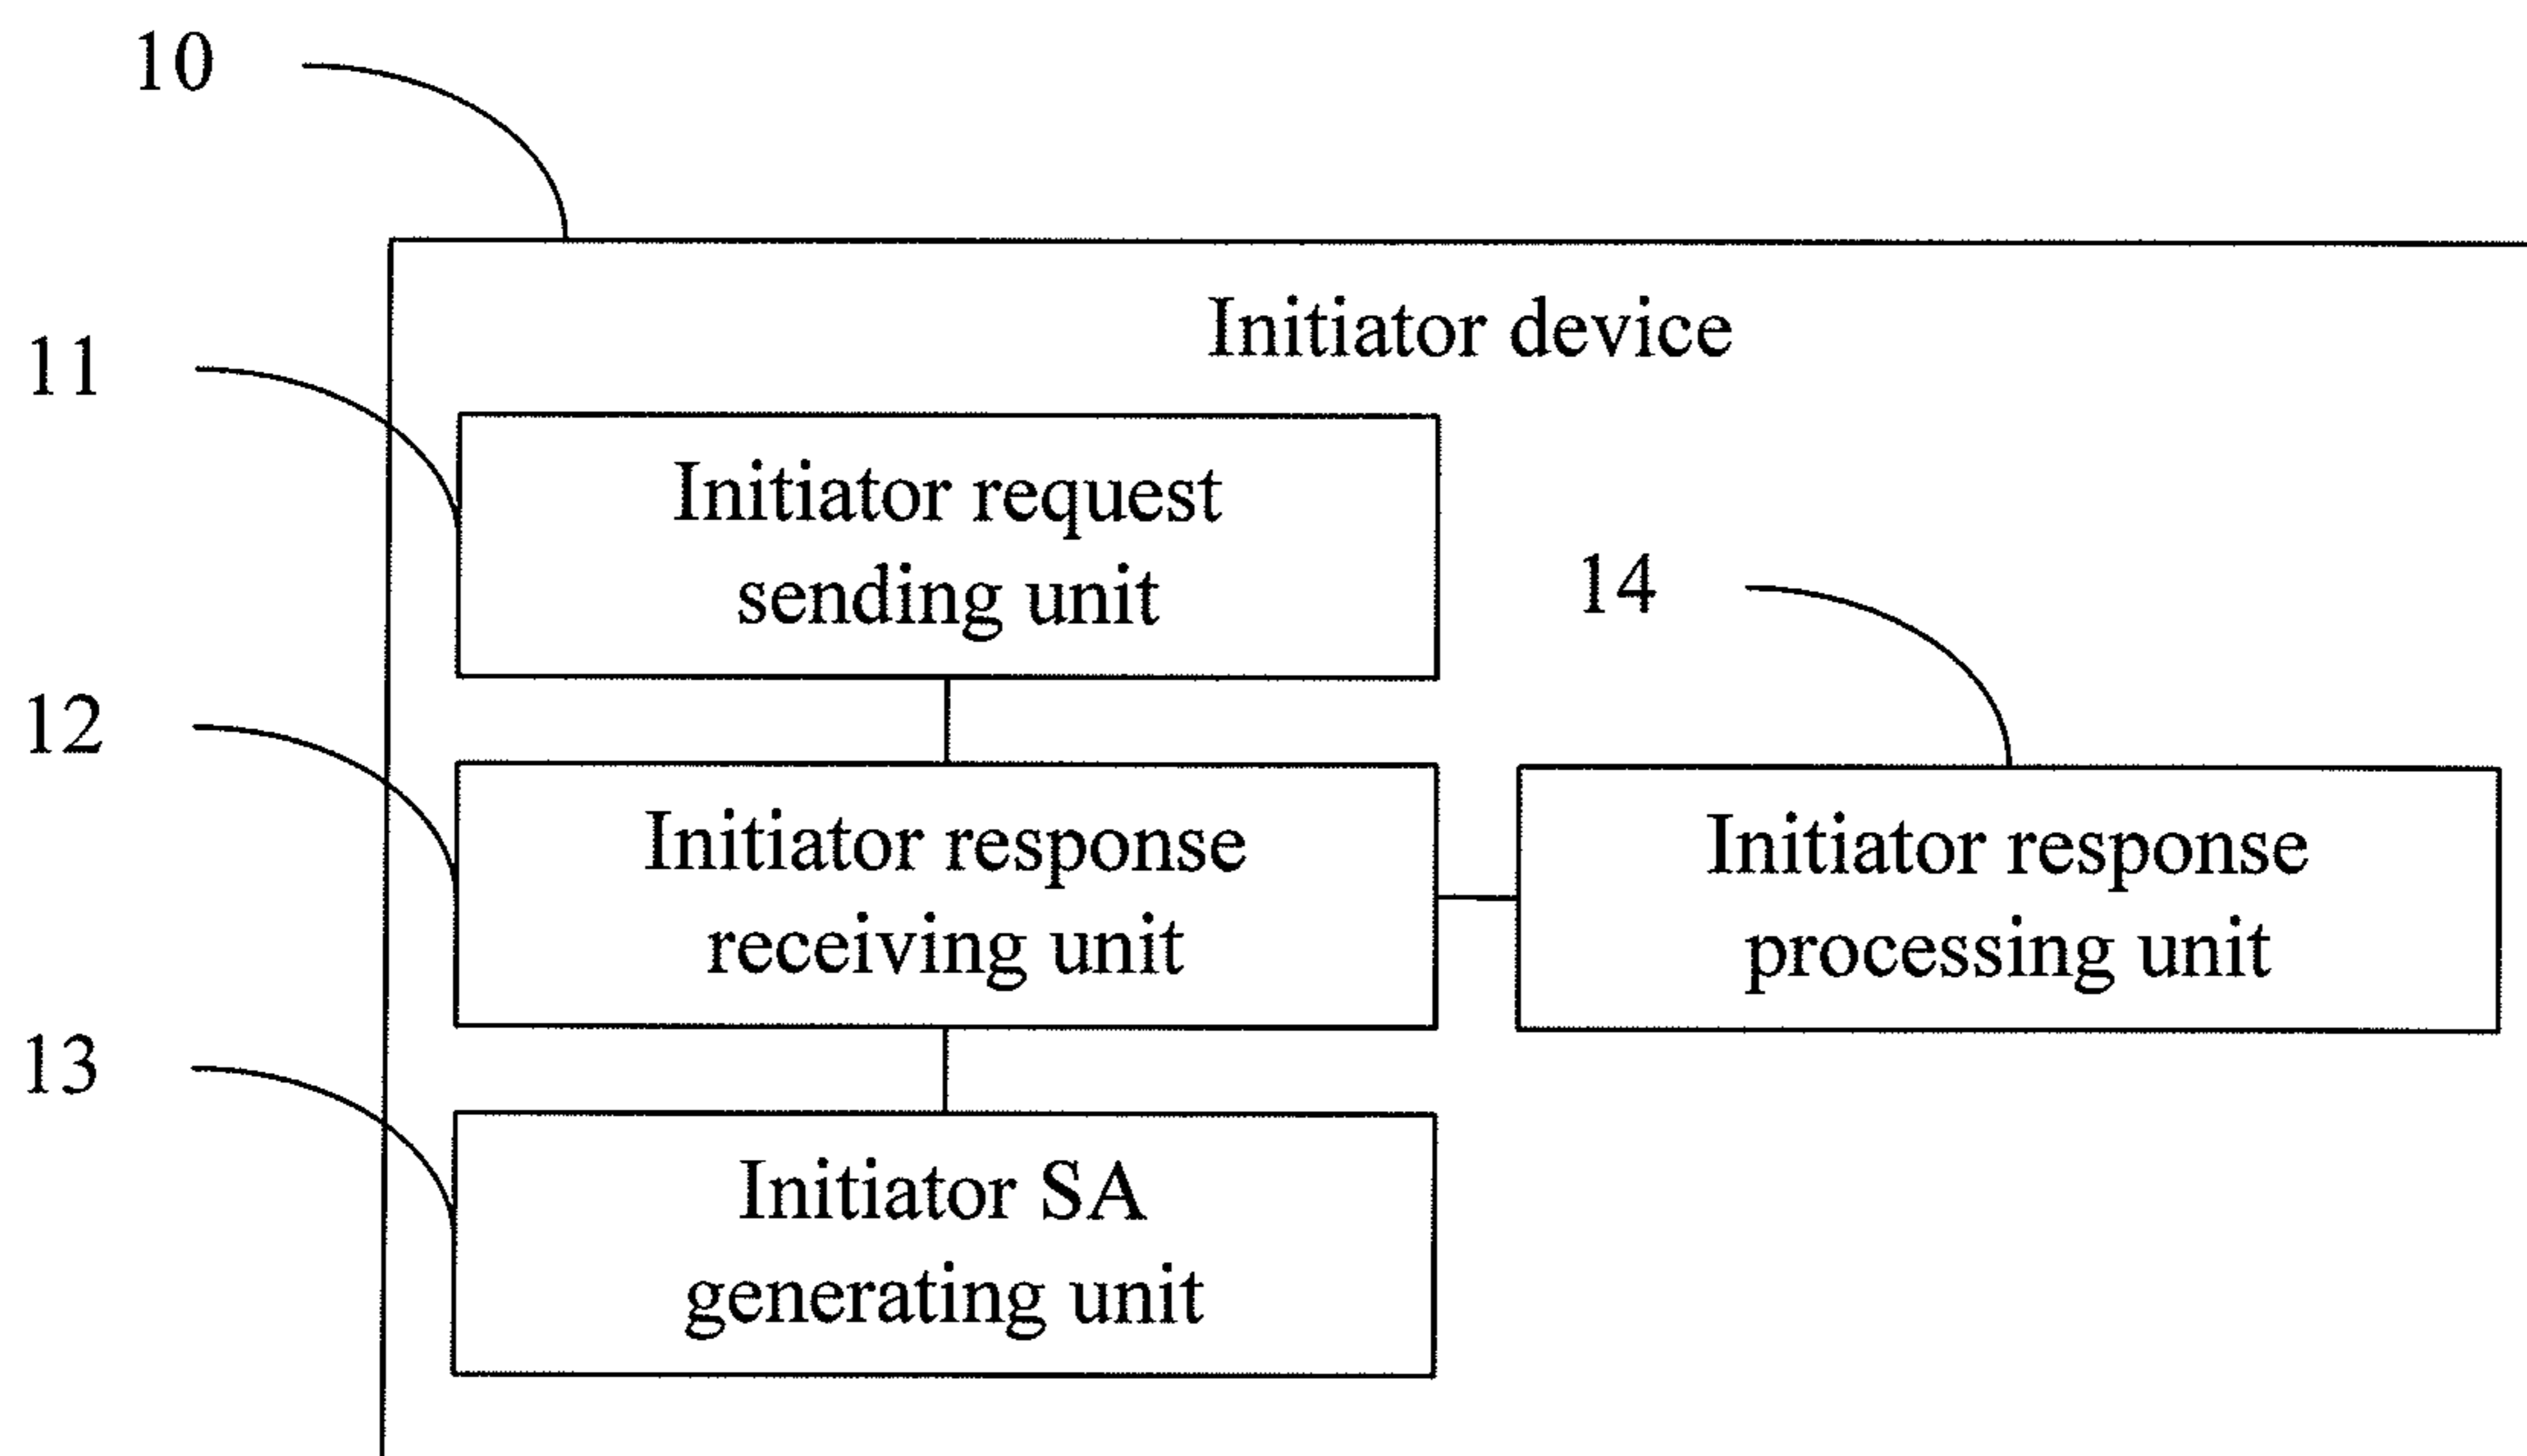 10
Initiator device
11
Initiator request
sending unit
14
12
Initiator response
receiving unit
Initiator response
processing unit
13
Initiator SA
generating unit